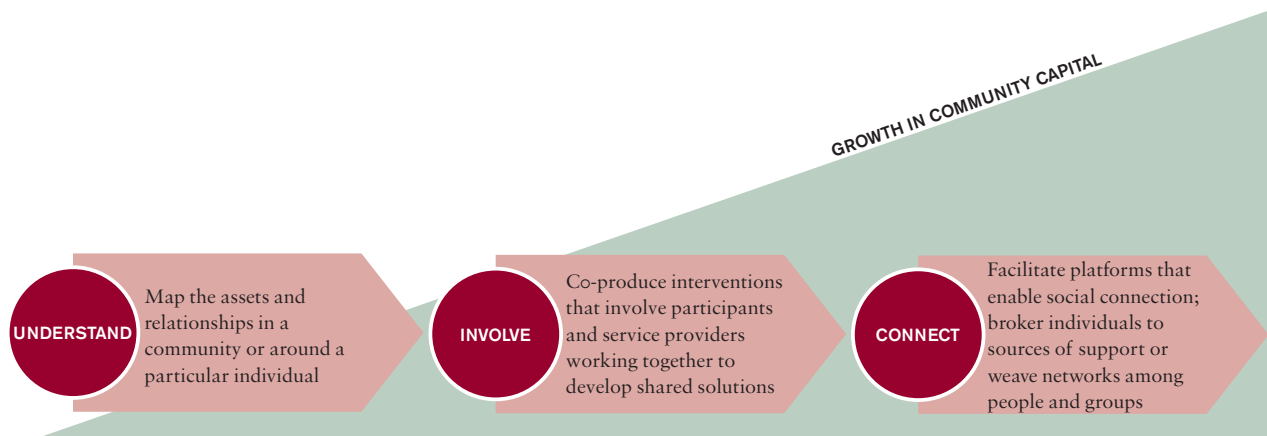 GROWTH IN COMMUNITY CAPITAL
UNDERSTAND
Map the assets and
relationships in a
community or around a
particular individual
INVOLVE
Co-produce interventions
that involve participants
and service providers
working together to
develop shared solutions
CONNECT
Facilitate platforms that
enable social connection;
broker individuals to
sources of support or
weave networks among
people and groups